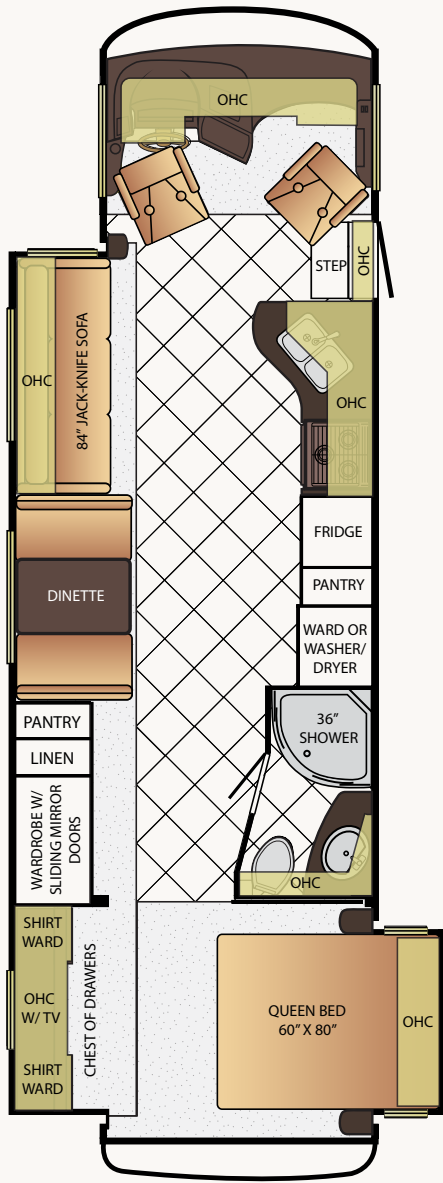 OHC
STEP
OHC
OHC
84" JACK-KNIFE SOFA
OHC
FRIDGE
DINETTE
PANTRY
WARD OR
WASHER/
DRYER
PANTRY
36"
SHOWER
LINEN
WARDROBE W/
SLIDING MIRROR
DOORS
OHC
SHIRT
WARD
OHC
W/ TV
SHIRT
WARD
CHEST OF DRAWERS
QUEEN BED
60" X 80"
OHC